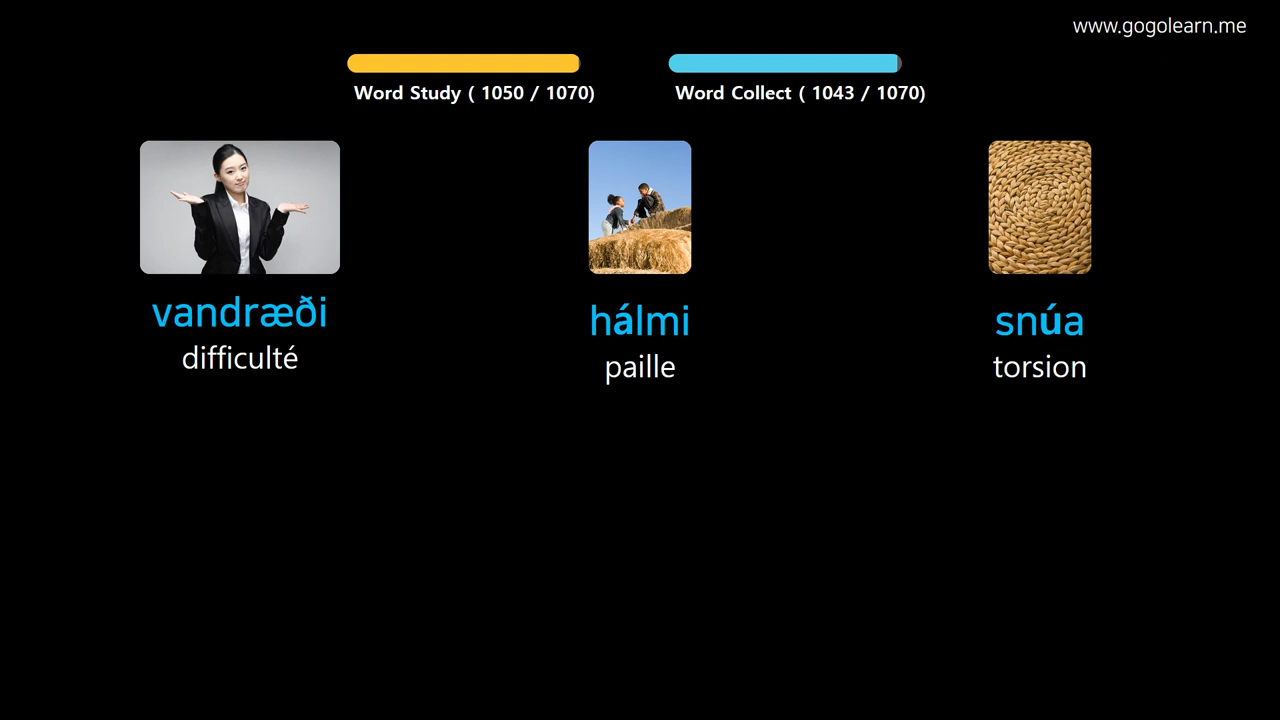 www.gogolearn.me
Word Study ( 1050 / 1070)
Word Collect ( 1043 / 1070)
vandræði
difficulté
hálmi
paille
snúa
torsion